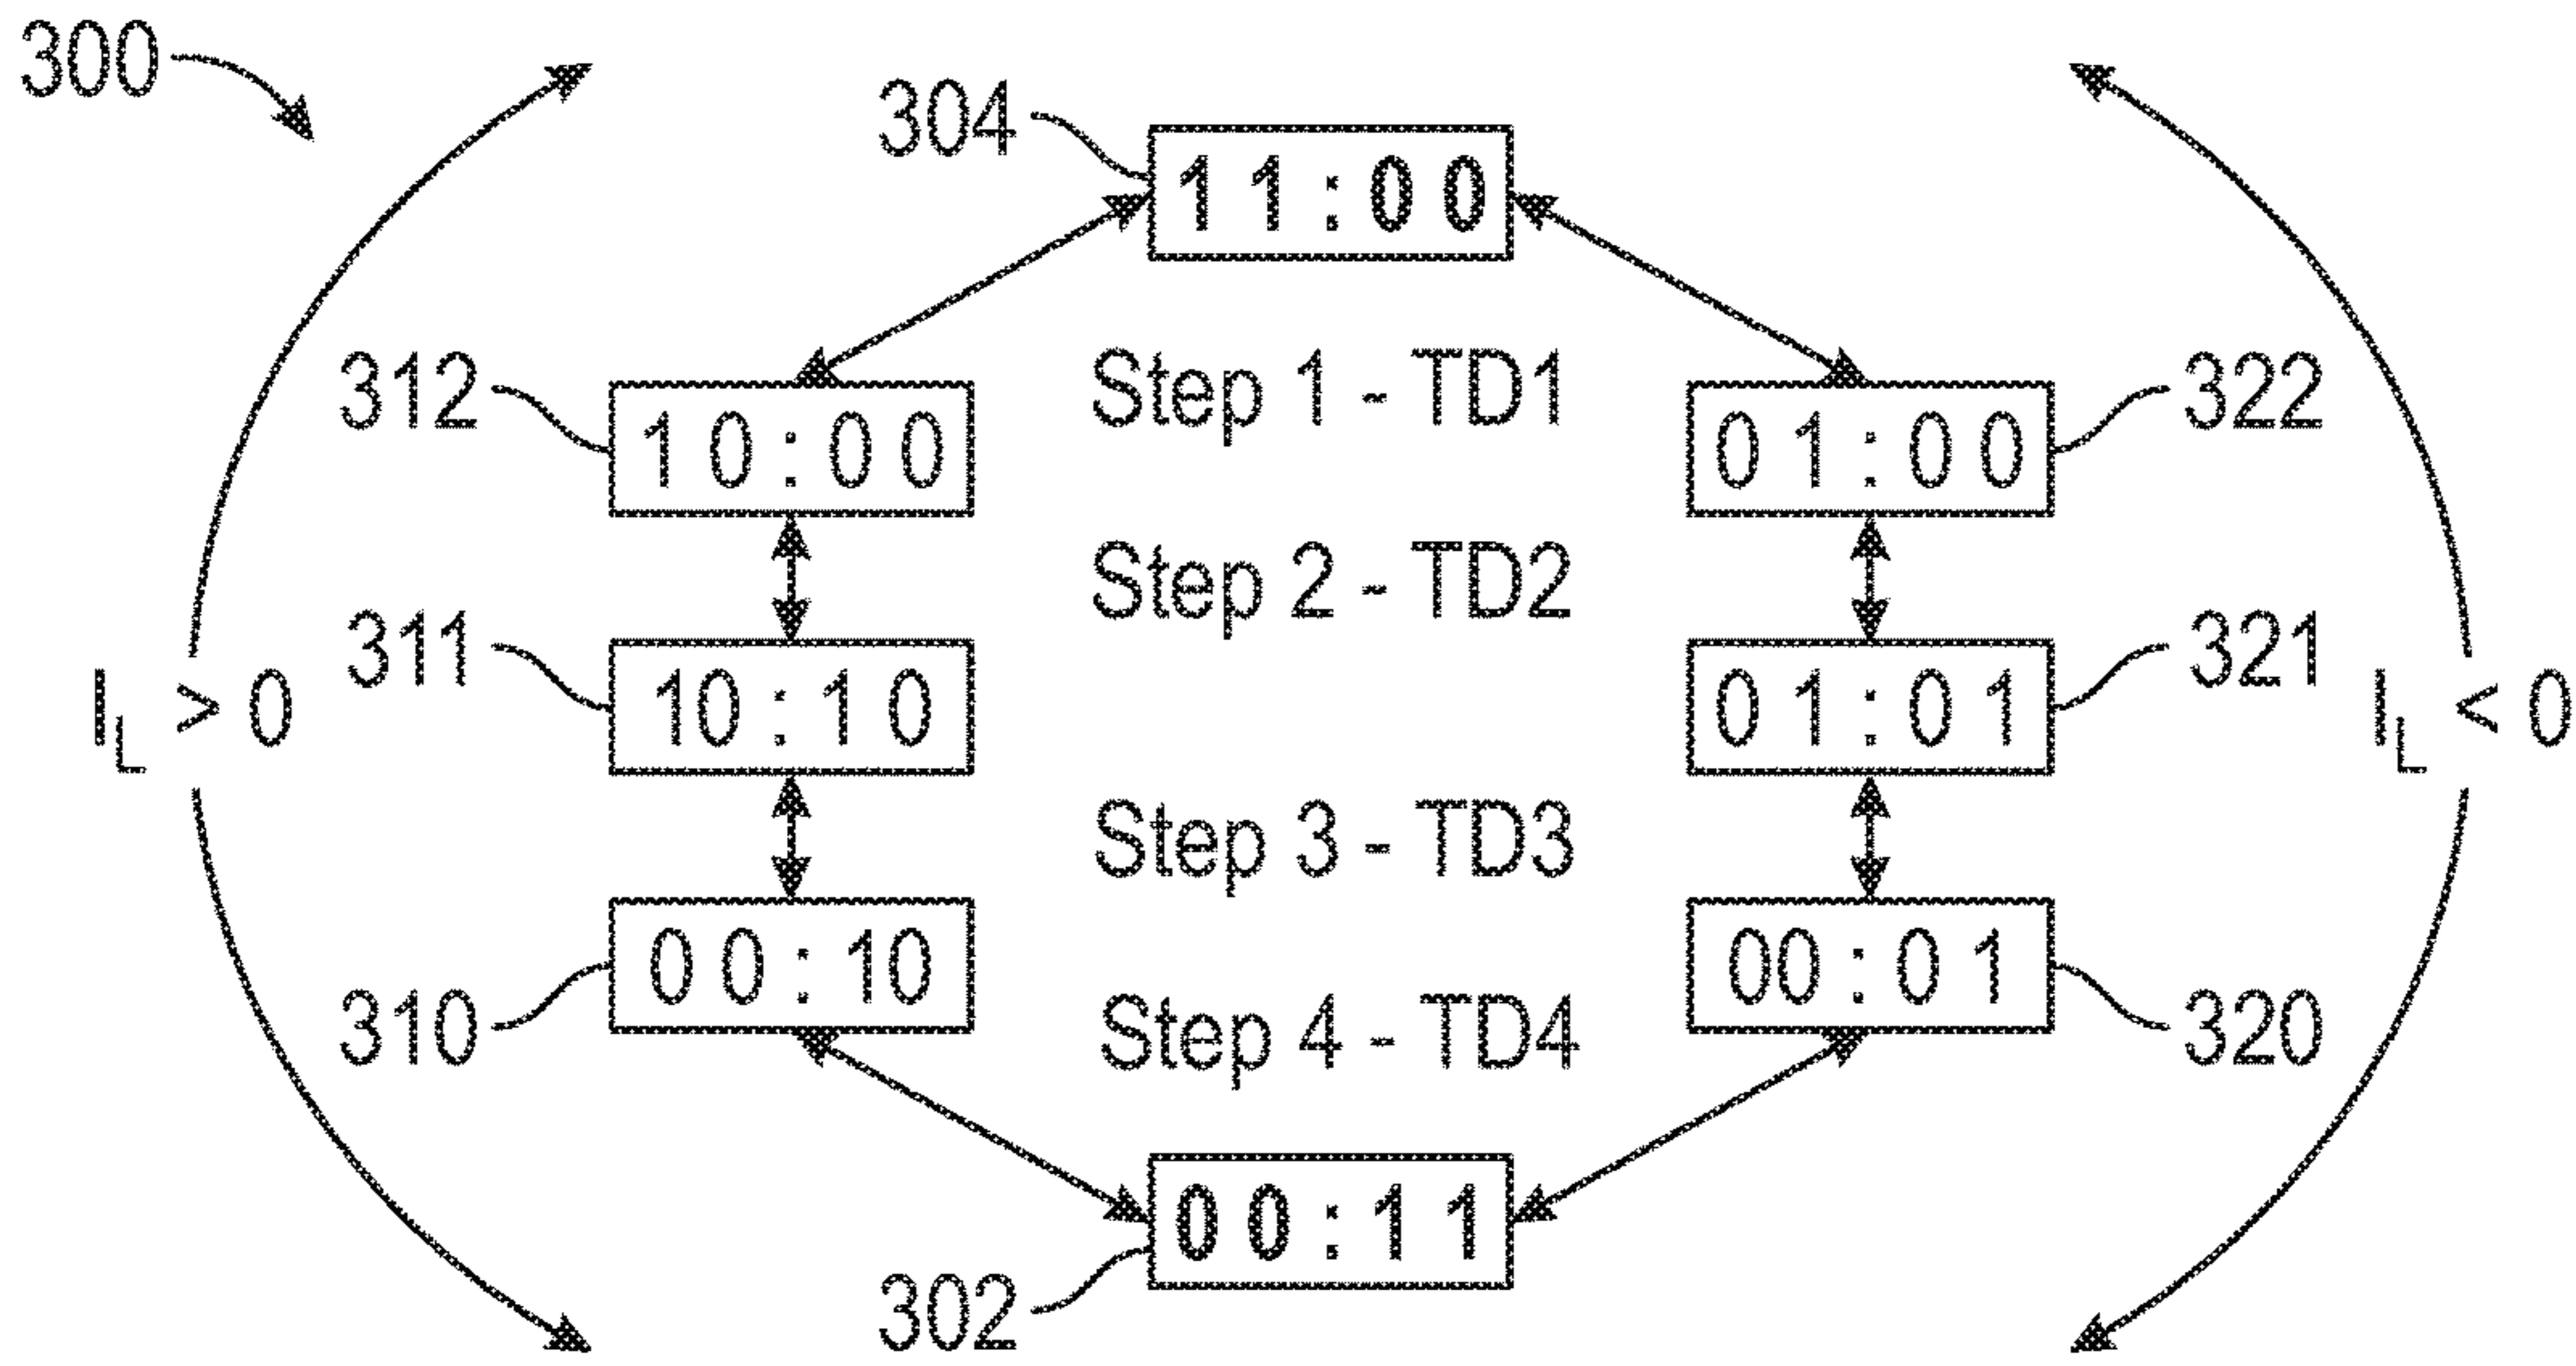 300
304
11:00
312
10:00
Step 1 - TD1
01:00
322
Step 2 - TD2
311
10:10
01:01
321
I_L > 0
I_L < 0
Step 3 - TD3
310
00:10
00:01
320
Step 4 - TD4
00:11
302